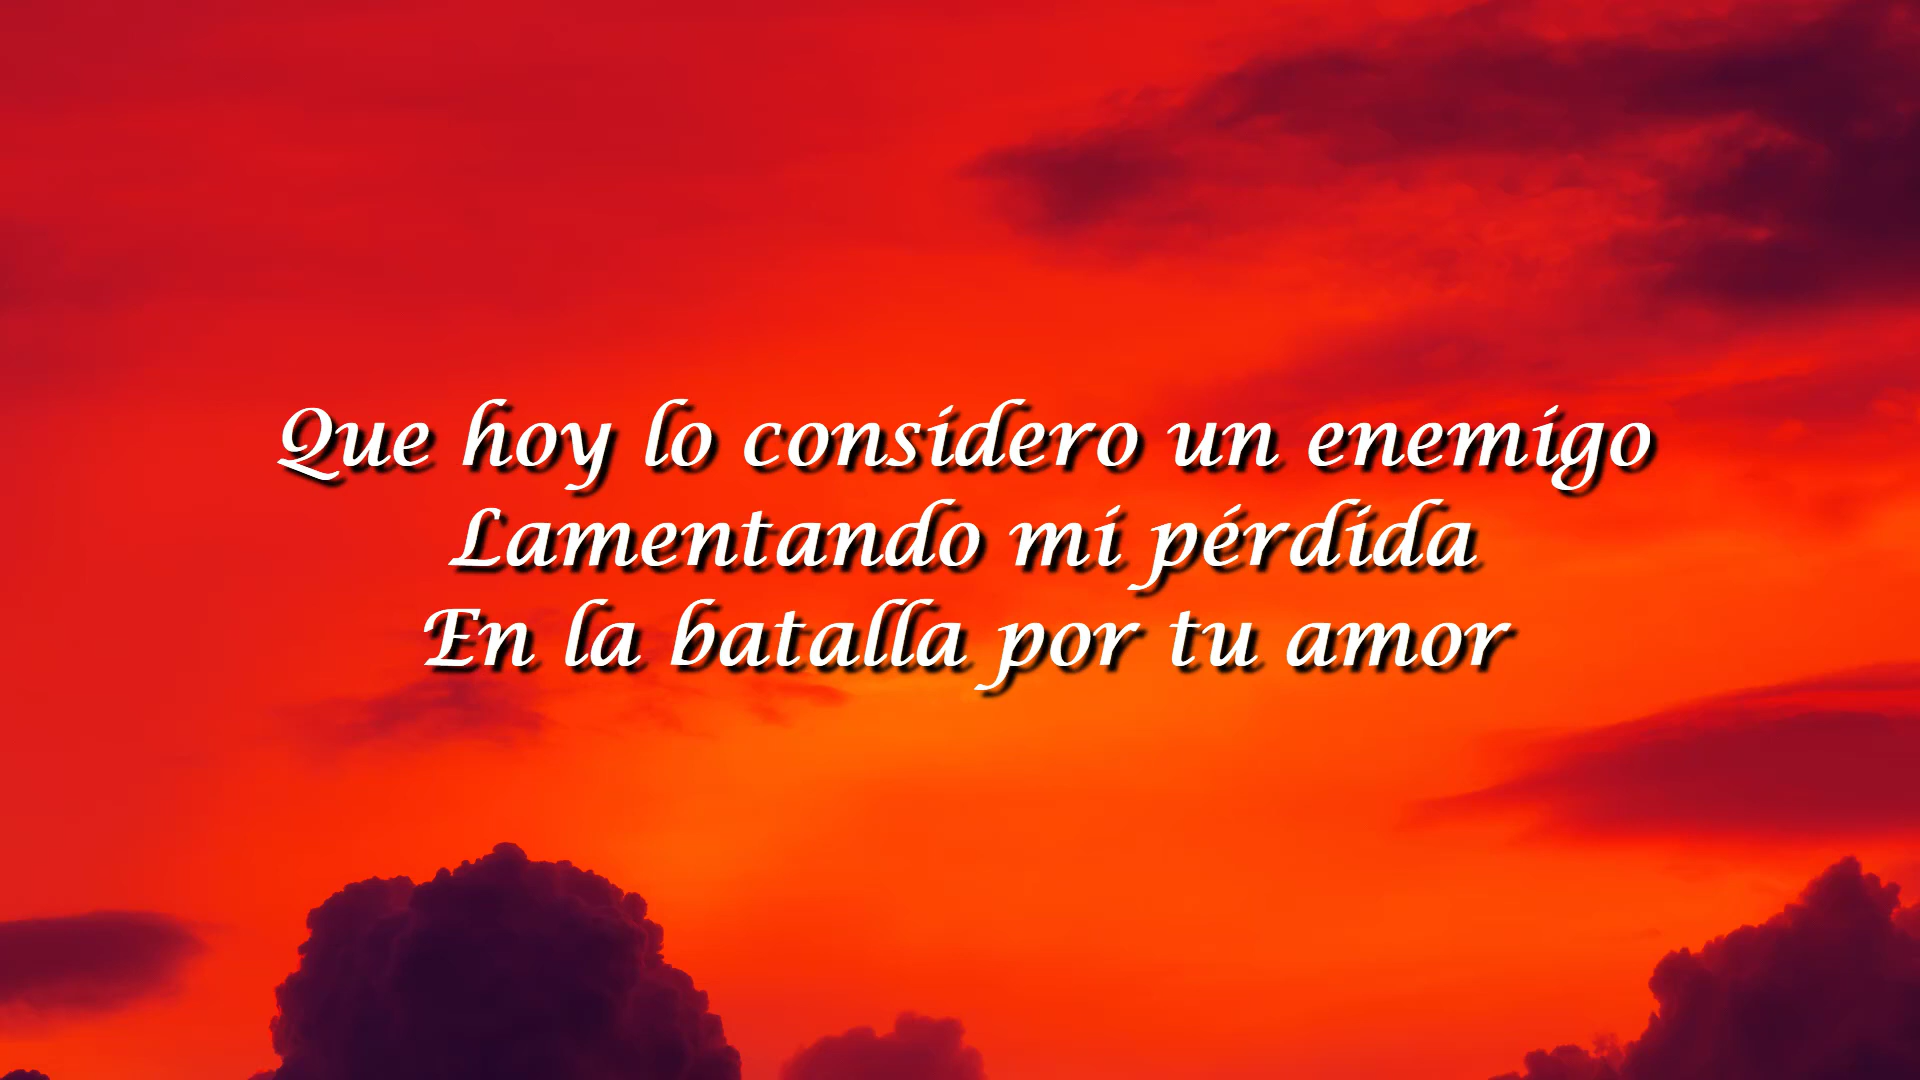 Que hoy lo considero un enemigo
Lamentando mi pérdida
En la batalla por tu amor